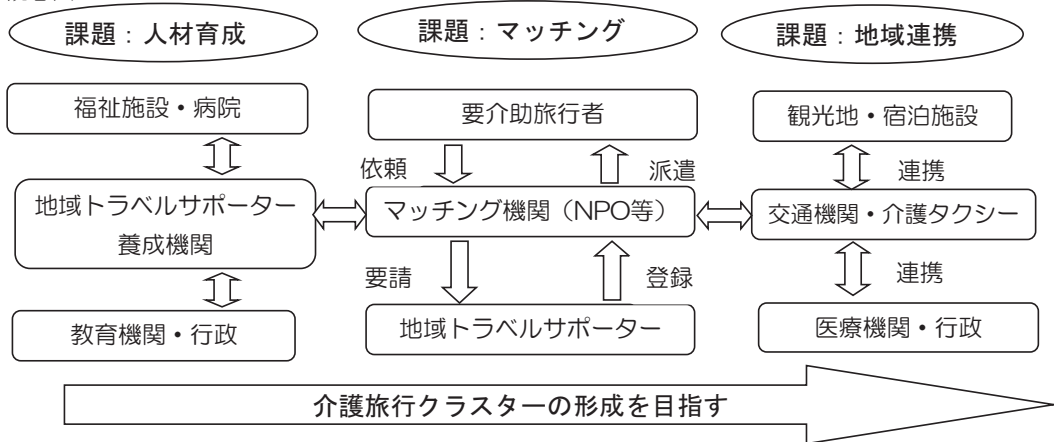 課題：人材育成
課題：マッチング
課題：地域連携
福祉施設・病院
要介助旅行者
観光地・宿泊施設
依頼
派遣
連携
地域トラベルサポーター
養成機関
マッチング機関（NPO等）
交通機関・介護タクシー
要請
登録
連携
教育機関・行政
地域トラベルサポーター
医療機関・行政
介護旅行クラスターの形成を目指す